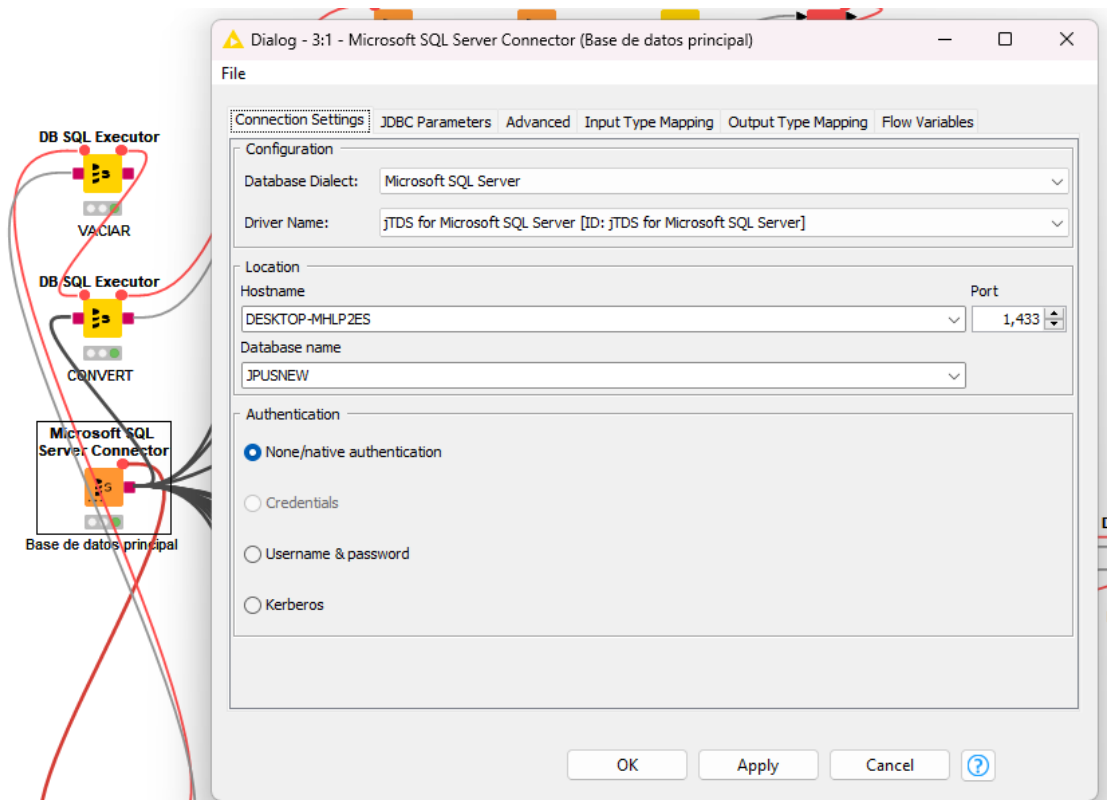 Dialog - 3:1 - Microsoft SQL Server Connector (Base de datos principal)
File
Connection Settings JDBC Parameters Advanced Input Type Mapping Output Type Mapping Flow Variables
Configuration
Database Dialect: Microsoft SQL Server
Driver Name: jTDS for Microsoft SQL Server [ID: jTDS for Microsoft SQL Server]
Location
Hostname Port
DESKTOP-MHLP2ES 1,433
Database name
JPUSNEW
Authentication
None/native authentication
Credentials
Username & password
Kerberos
OK Apply Cancel ?
DB SQL Executor
VACIAR
DB SQL Executor
CONVERT
Microsoft SQL
Server Connector
Base de datos principal